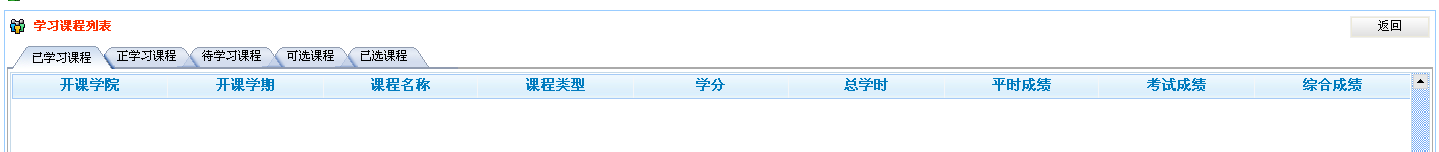 学习课程列表 返回
已学习课程 正学习课程 待学习课程 可选课程 已选课程
开课学院 开课学期 课程名称 课程类型 学分 总学时 平时成绩 考试成绩 综合成绩